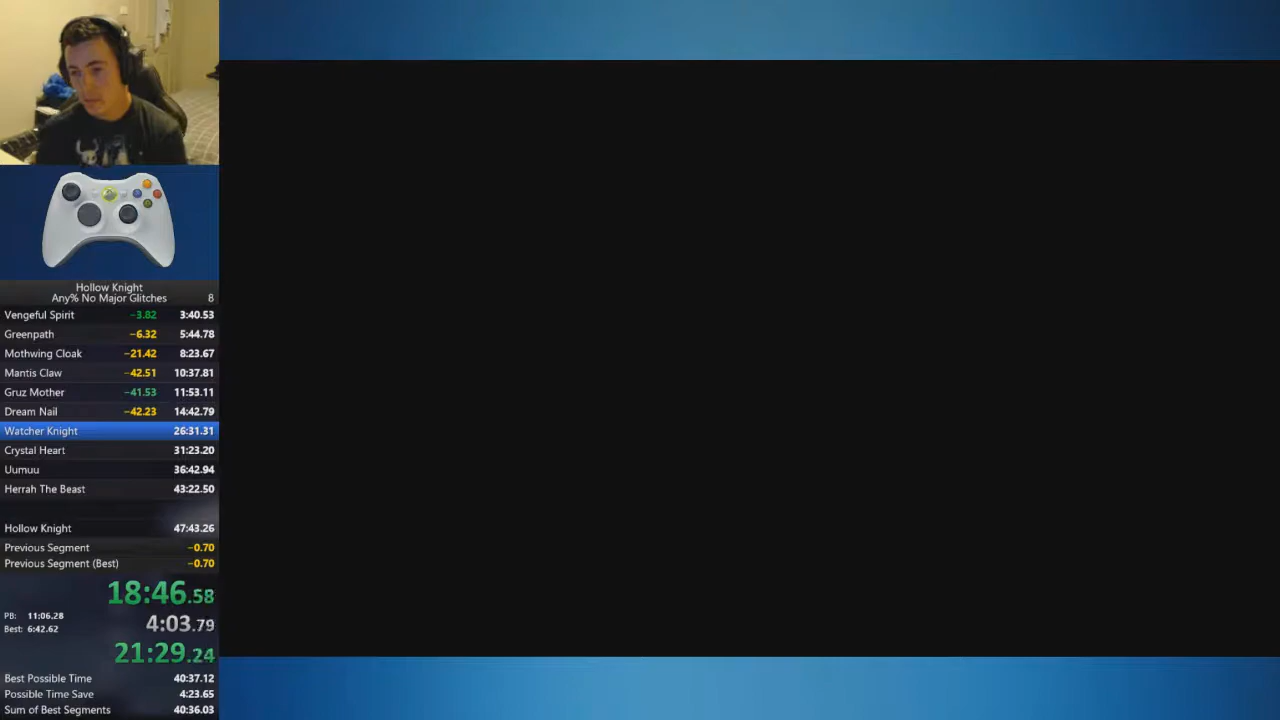 Hollow Knight
Any% No Major Glitches 8
Vengeful Spirit -3.82 3:40.53
Greenpath -6.32 5:44.78
Mothwing Cloak -21.42 8:23.67
Mantis Claw -42.51 10:37.81
Gruz Mother -41.53 11:53.11
Dream Nail -42.23 14:42.79
Watcher Knight 26:31.31
Crystal Heart 31:23.20
Uumuu 36:42.94
Herrah The Beast 43:22.50
Hollow Knight 47:43.26
Previous Segment -0.70
Previous Segment (Best) -0.70
18:46.58
PB: 11:06.28
Best: 6:42.62
4:03.79
21:29.24
Best Possible Time 40:37.12
Possible Time Save 4:23.65
Sum of Best Segments 40:36.03